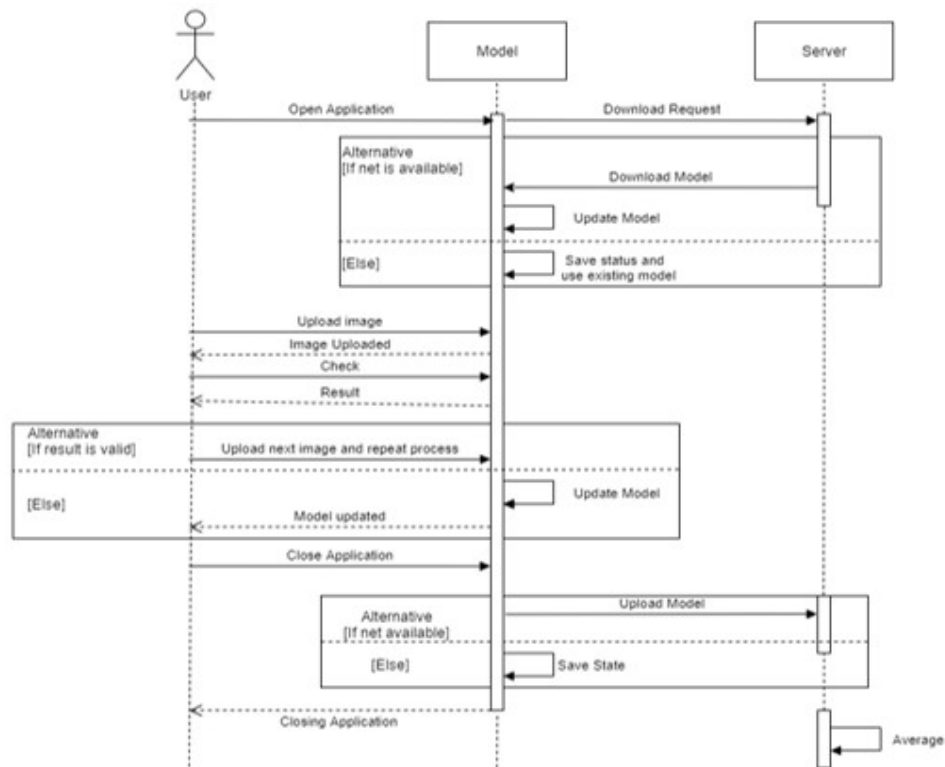 Model
Server
User
Open Application
Download Request
Alternative
[If net is available]
Download Model
Update Model
[Else]
Save status and
use existing model
Upload image
Image Uploaded
Check
Result
Alternative
[If result is valid]
Upload next image and repeat process
Update Model
[Else]
Model updated
Close Application
Upload Model
Alternative
[If net available]
[Else]
Save State
Closing Application
Average